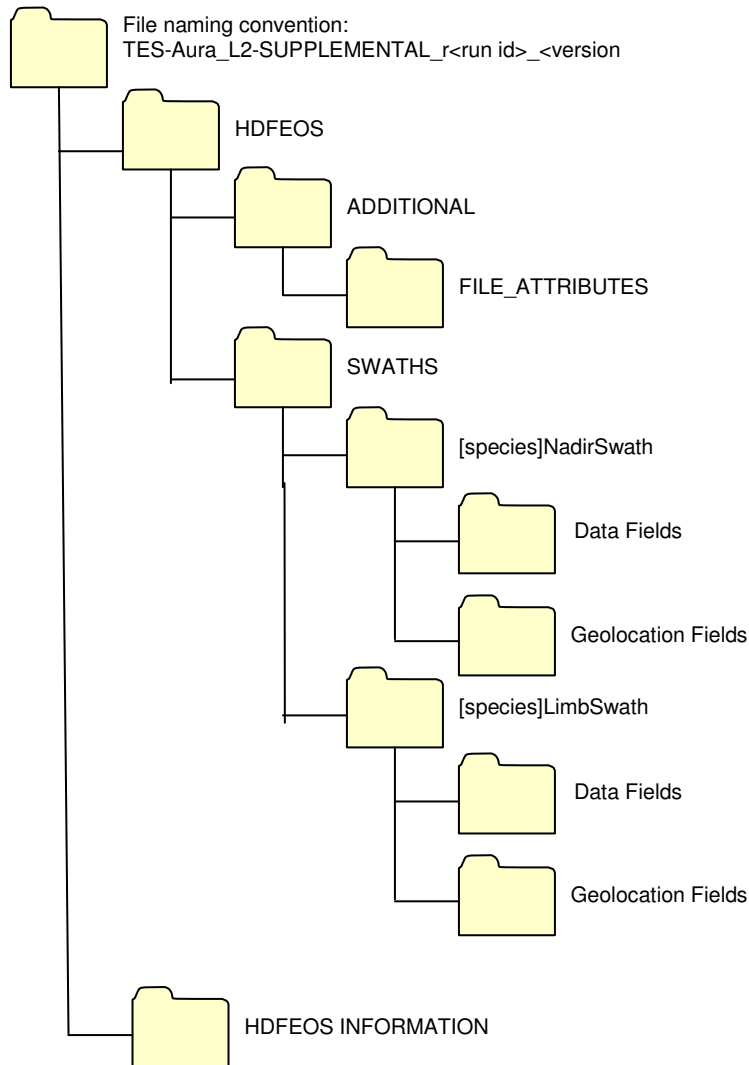 File naming convention:
TES-Aura_L2-SUPPLEMENTAL_r<run id>_<version
HDFEOS
ADDITIONAL
FILE_ATTRIBUTES
SWATHS
[species]NadirSwath
Data Fields
Geolocation Fields
[species]LimbSwath
Data Fields
Geolocation Fields
HDFEOS INFORMATION